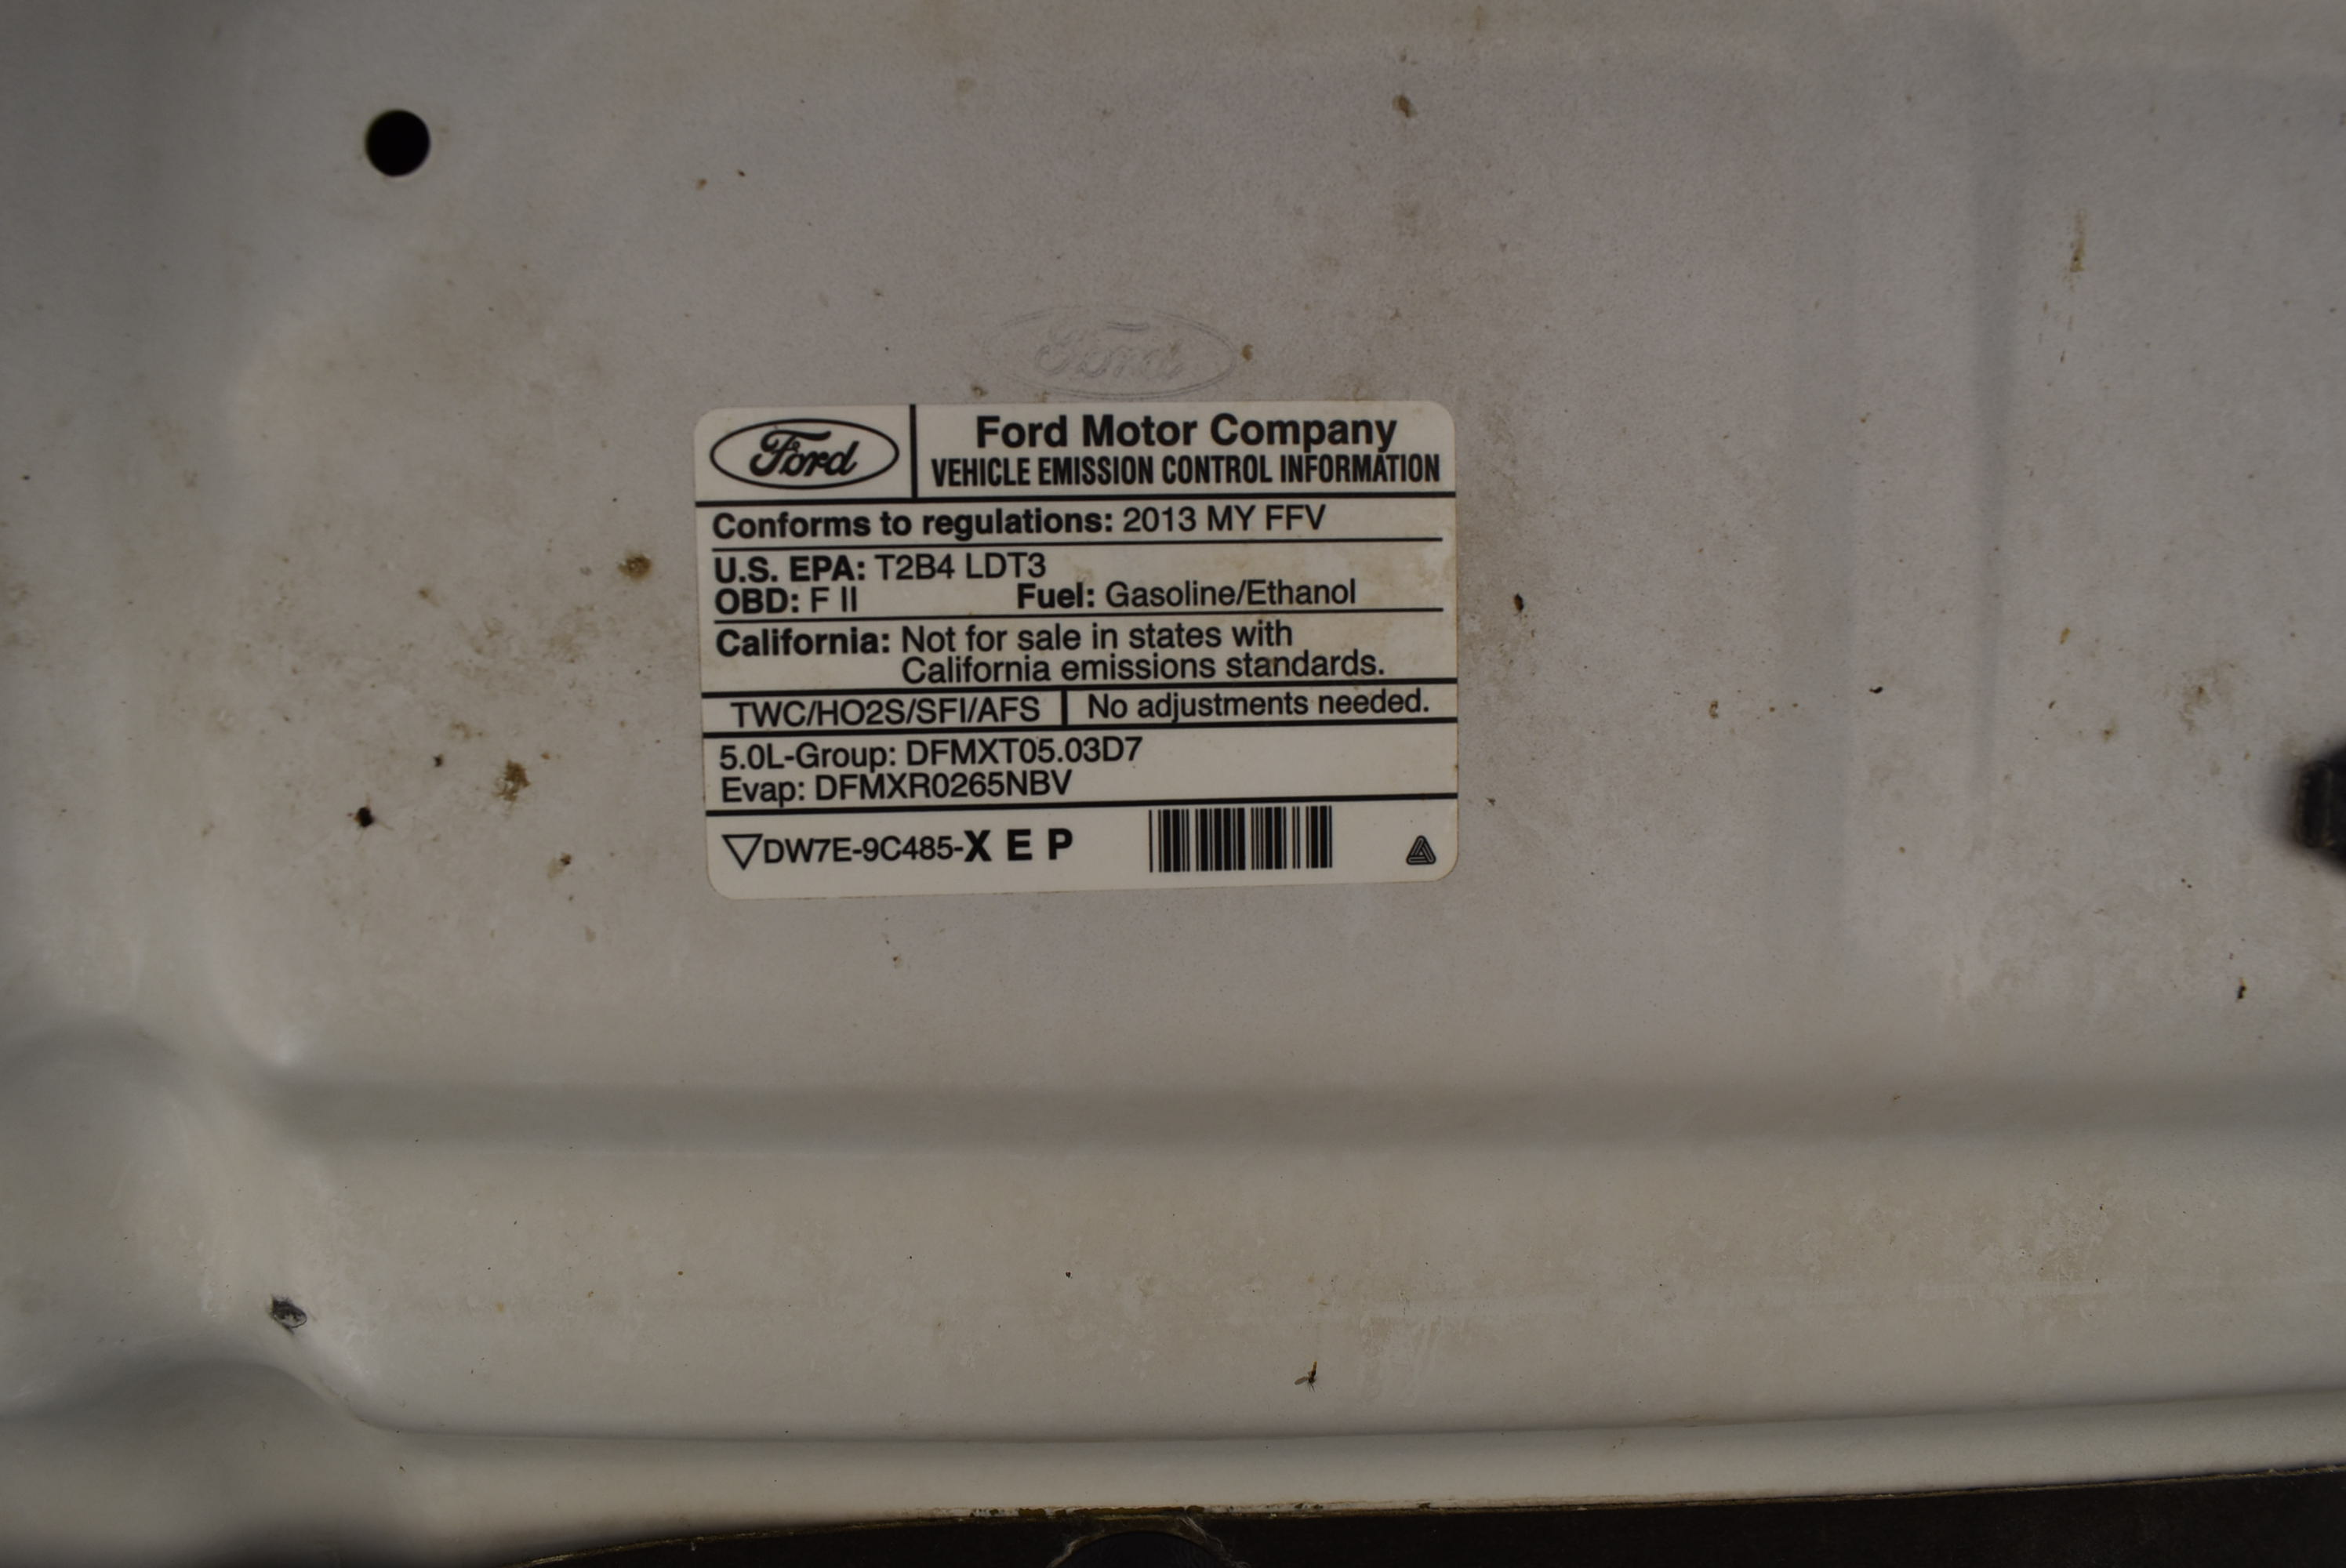 Ford
Ford
Ford Motor Company
VEHICLE EMISSION CONTROL INFORMATION
Conforms to regulations: 2013 MY FFV
U.S. EPA: T2B4 LDT3
OBD: F II Fuel: Gasoline/Ethanol
California: Not for sale in states with
California emissions standards.
TWC/HO2S/SFI/AFS No adjustments needed.
5.0L-Group: DFMXT05.03D7
Evap: DFMXR0265NBV
DW7E-9C485-X E P